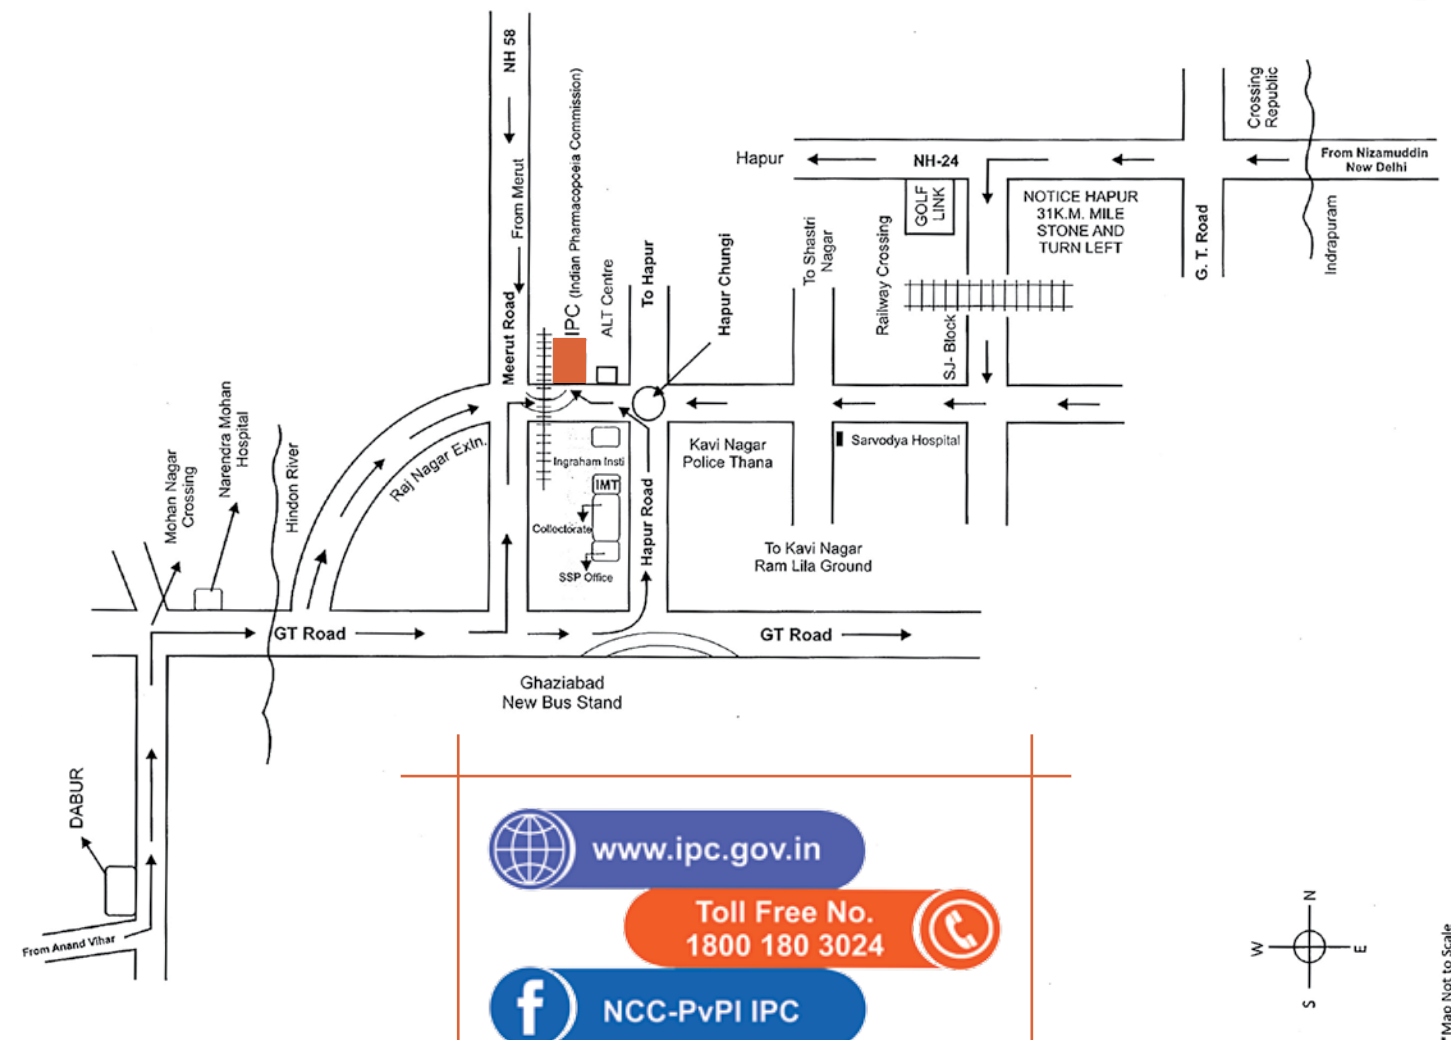 NH 58
From Merut
Meerut Road
IPC (Indian Pharmacopoeia Commission)
ALT Centre
To Hapur
Hapur Chungi
Hapur
NH-24
GOLF
LINK
Crossing
Republic
From Nizamuddin
New Delhi
NOTICE HAPUR
31K.M. MILE
STONE AND
TURN LEFT
G. T. Road
Indrapuram
To Shastri
Nagar
Railway Crossing
SJ- Block
Mohan Nagar
Crossing
Narendra Mohan
Hospital
Hindon River
Raj Nagar Extn.
Ingraham Insti
IMT
Collectorate
SSP Office
Hapur Road
Kavi Nagar
Police Thana
Sarvodya Hospital
To Kavi Nagar
Ram Lila Ground
GT Road
GT Road
Ghaziabad
New Bus Stand
DABUR
From Anand Vihar
www.ipc.gov.in
Toll Free No.
1800 180 3024
f
NCC-PvPI IPC
N
W
E
S
*Map Not to Scale